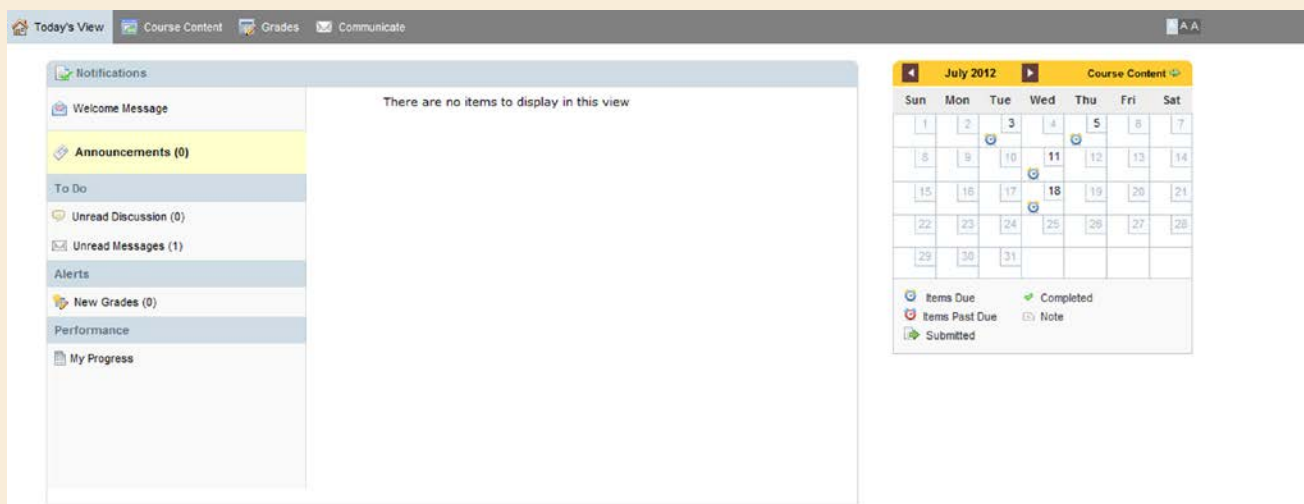 Today's View Course Content Grades Communicate A A A
Notifications
Welcome Message
There are no items to display in this view
Announcements (0)
To Do
Unread Discussion (0)
Unread Messages (1)
Alerts
New Grades (0)
Performance
My Progress
July 2012 Course Content
Sun Mon Tue Wed Thu Fri Sat
1 2 3 4 5 6 7
8 9 10 11 12 13 14
15 16 17 18 19 20 21
22 23 24 25 26 27 28
29 30 31
Items Due Completed
Items Past Due Note
Submitted